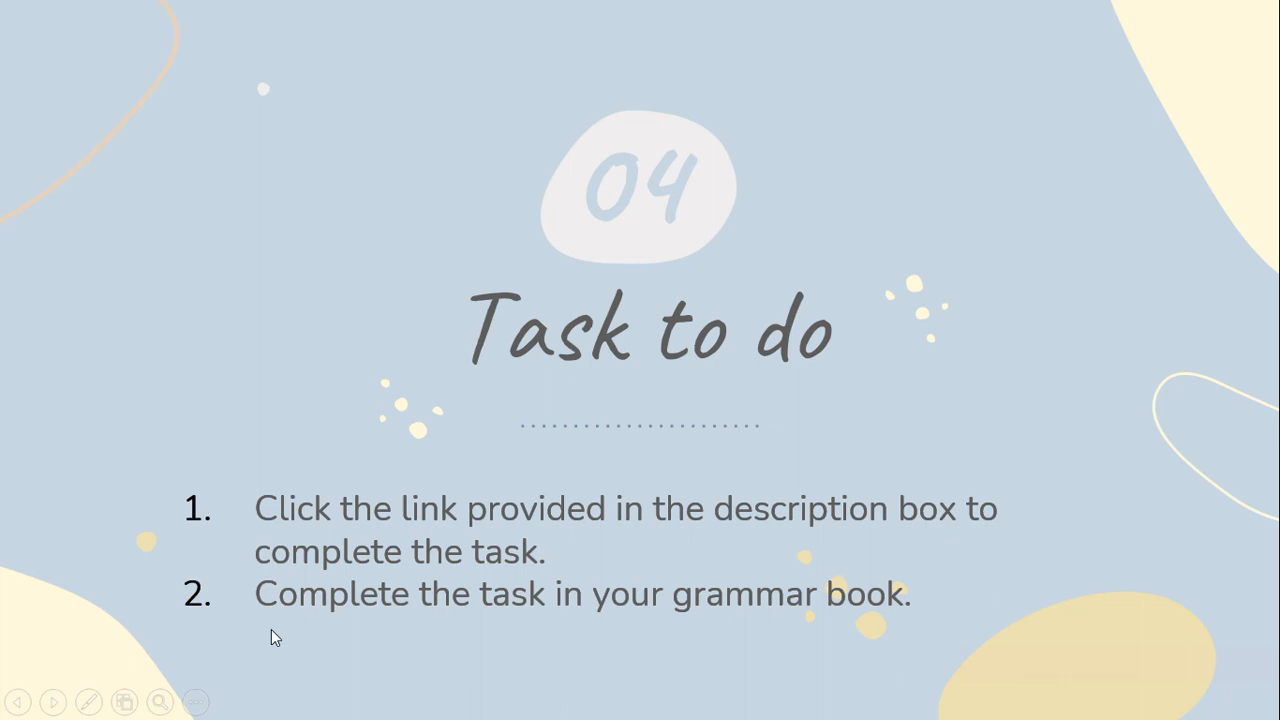 04
Task to do
1. Click the link provided in the description box to
complete the task.
2. Complete the task in your grammar book.